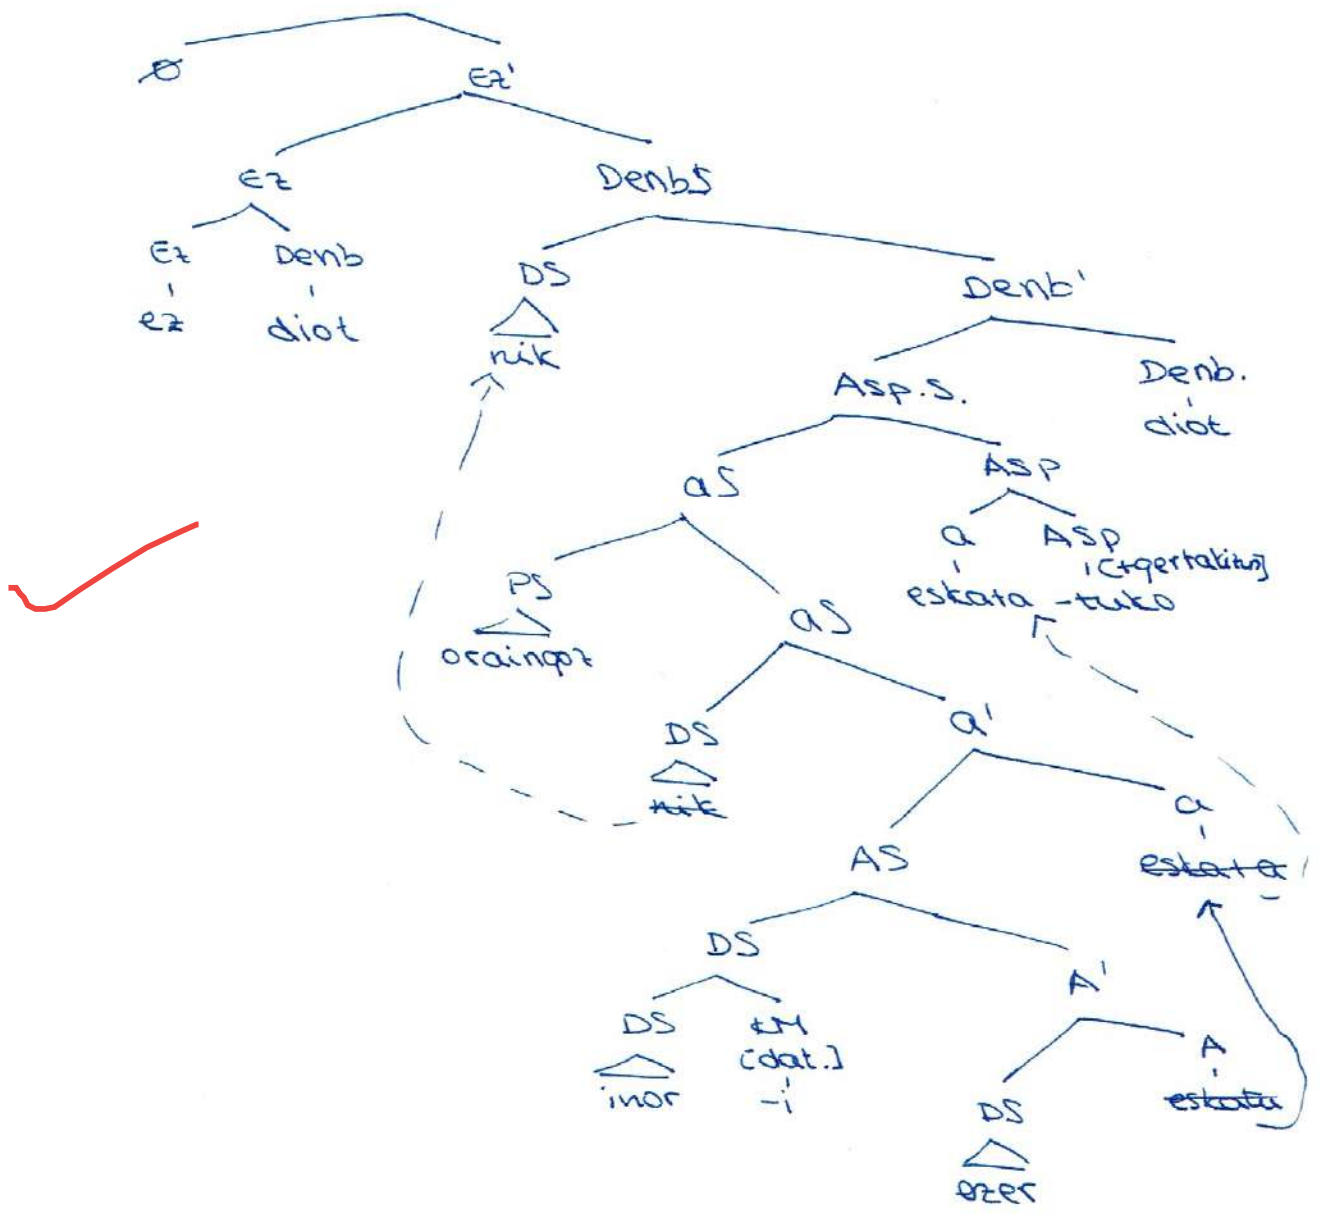 Ø
Ez'
Ez DenbS
Ez Denb DS Denb'
ez diot nik
Asp.S. Denb.
diot
aS Asp
a Asp
[+gertakitun]
PS eskata -tuko
aS
oraingoz
DS a'
nik a
AS eskata
DS A'
DS KM A
[dat.]
inor -i eskatu
DS
ezer